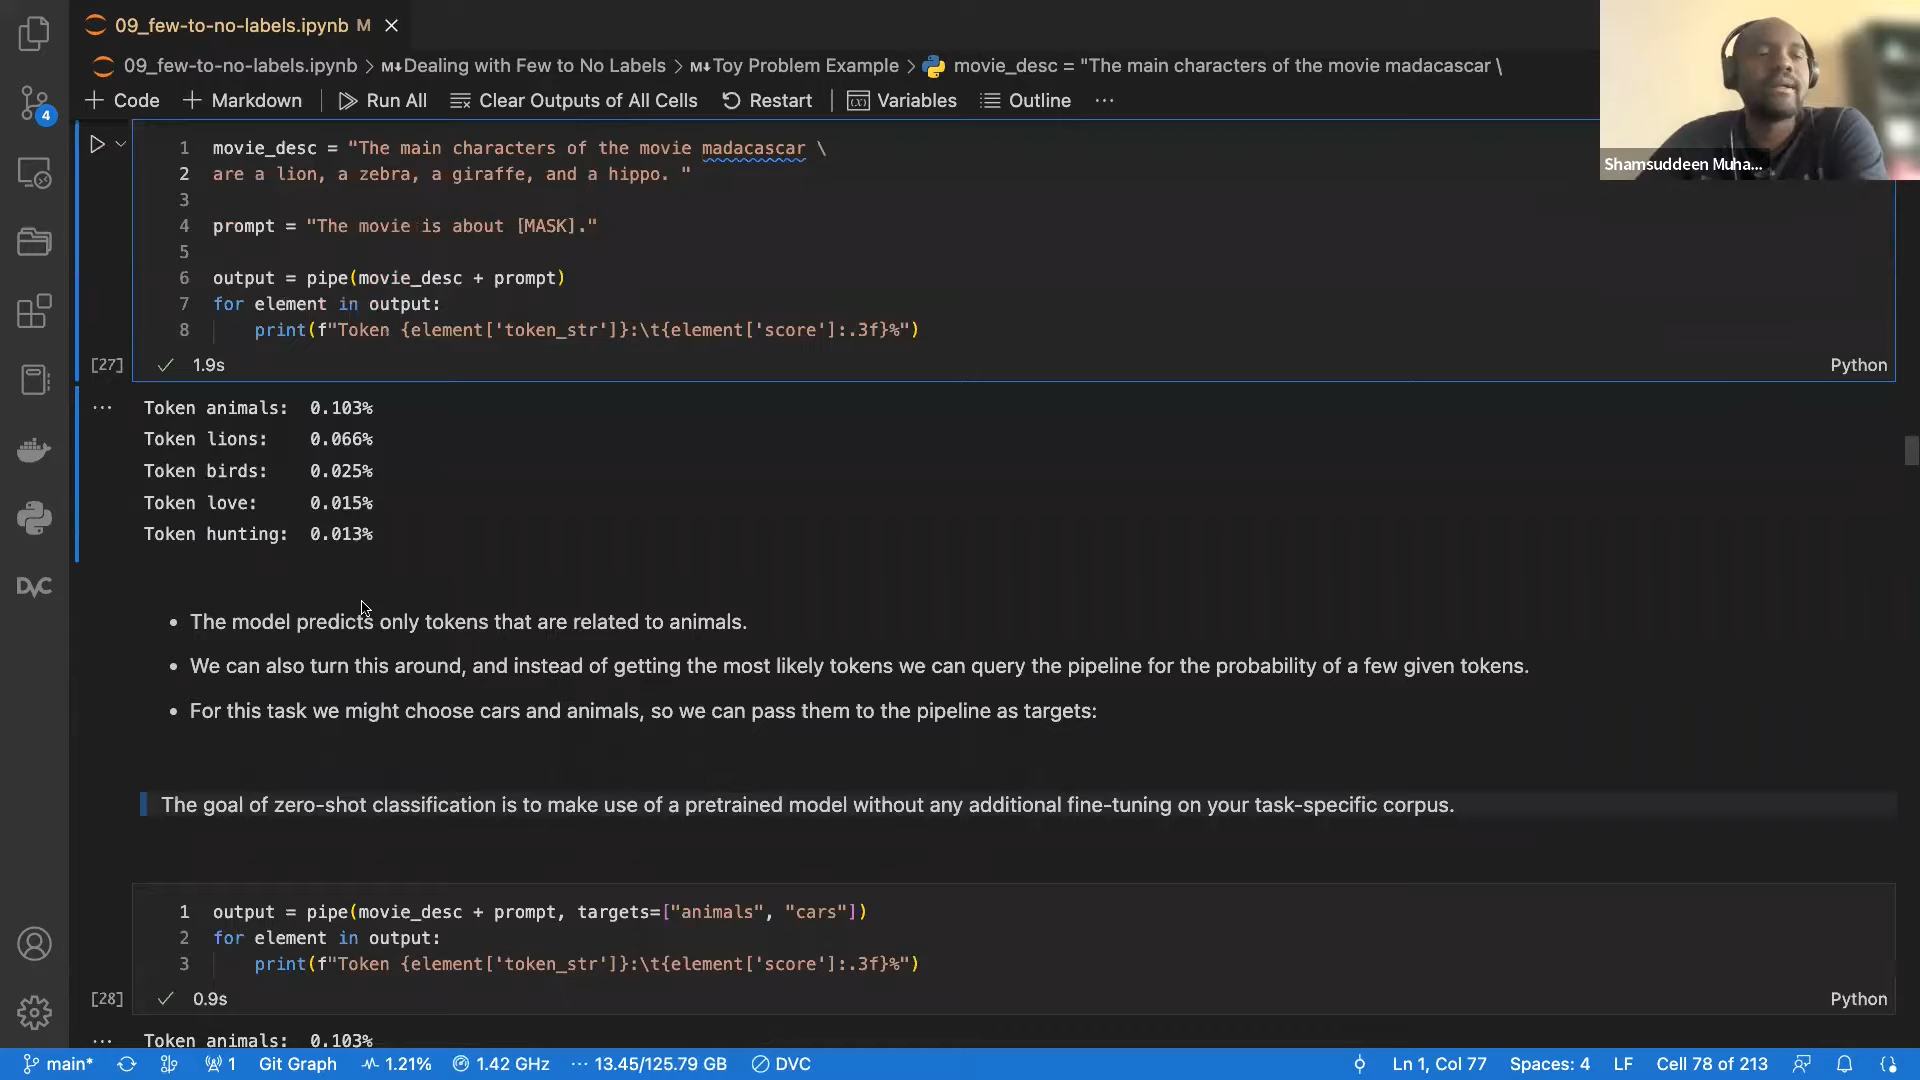 09_few-to-no-labels.ipynb M
09_few-to-no-labels.ipynb > M↓Dealing with Few to No Labels > M↓Toy Problem Example > movie_desc = "The main characters of the movie madacascar \
+ Code + Markdown Run All Clear Outputs of All Cells Restart Variables Outline ...
4
Shamsuddeen Muha...
1 movie_desc = "The main characters of the movie madacascar \
2 are a lion, a zebra, a giraffe, and a hippo. "
3
4 prompt = "The movie is about [MASK]."
5
6 output = pipe(movie_desc + prompt)
7 for element in output:
8 print(f"Token {element['token_str']}:\t{element['score']:.3f}%")
[27] 1.9s Python
... Token animals: 0.103%
Token lions: 0.066%
Token birds: 0.025%
Token love: 0.015%
Token hunting: 0.013%
DVC
• The model predicts only tokens that are related to animals.
• We can also turn this around, and instead of getting the most likely tokens we can query the pipeline for the probability of a few given tokens.
• For this task we might choose cars and animals, so we can pass them to the pipeline as targets:
The goal of zero-shot classification is to make use of a pretrained model without any additional fine-tuning on your task-specific corpus.
1 output = pipe(movie_desc + prompt, targets=["animals", "cars"])
2 for element in output:
3 print(f"Token {element['token_str']}:\t{element['score']:.3f}%")
[28] 0.9s Python
... Token animals: 0.103%
main* 1 Git Graph 1.21% 1.42 GHz ... 13.45/125.79 GB DVC Ln 1, Col 77 Spaces: 4 LF Cell 78 of 213